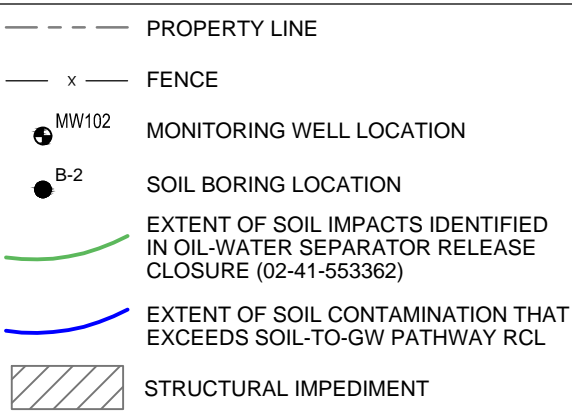 PROPERTY LINE
x FENCE
MW102 MONITORING WELL LOCATION
B-2 SOIL BORING LOCATION
EXTENT OF SOIL IMPACTS IDENTIFIED
IN OIL-WATER SEPARATOR RELEASE
CLOSURE (02-41-553362)
EXTENT OF SOIL CONTAMINATION THAT
EXCEEDS SOIL-TO-GW PATHWAY RCL
STRUCTURAL IMPEDIMENT